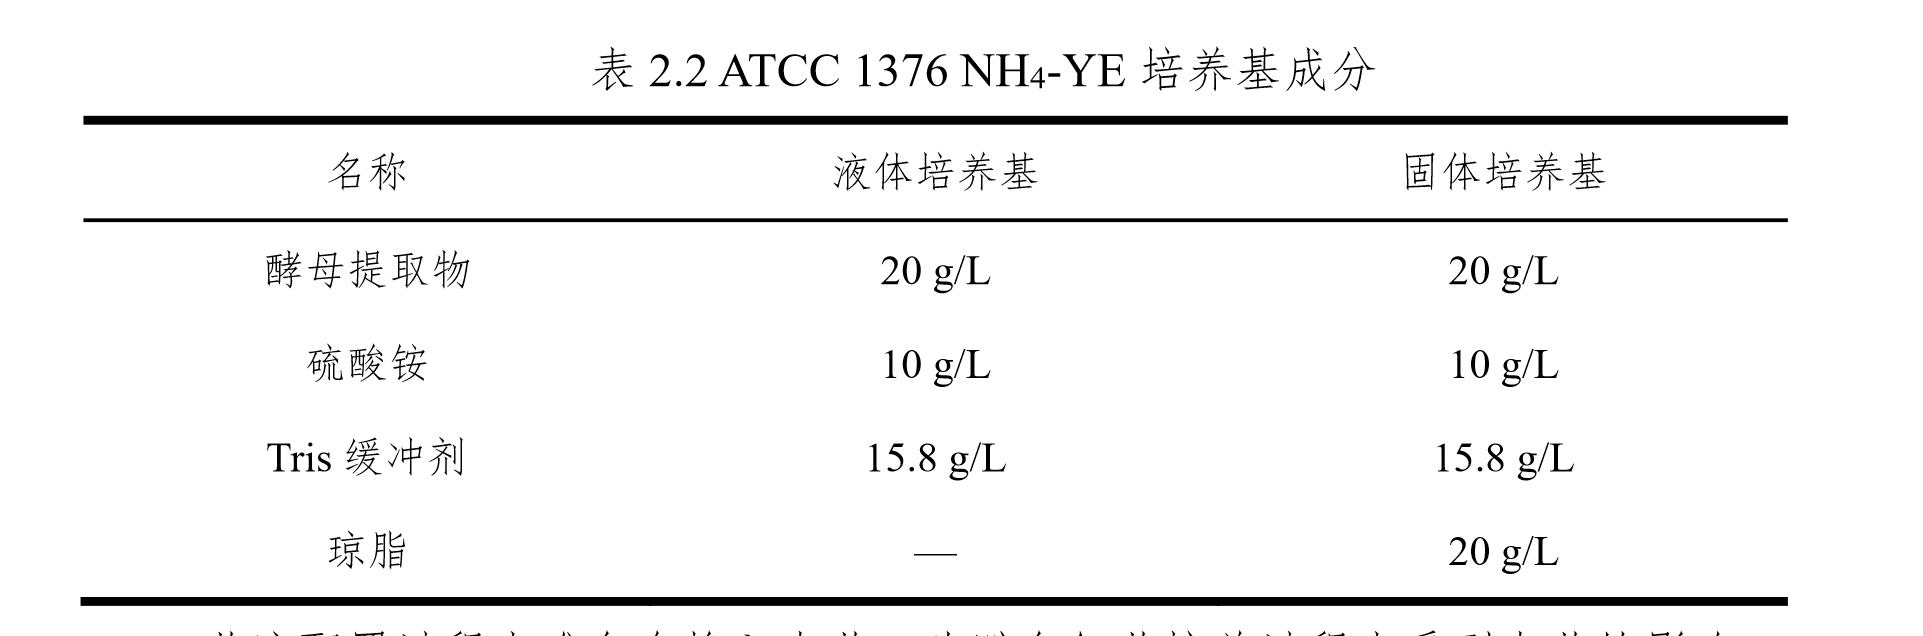 表 2.2 ATCC 1376 NH4-YE 培养基成分
名称 液体培养基 固体培养基
酵母提取物 20 g/L 20 g/L
硫酸铵 10 g/L 10 g/L
Tris 缓冲剂 15.8 g/L 15.8 g/L
琼脂 — 20 g/L